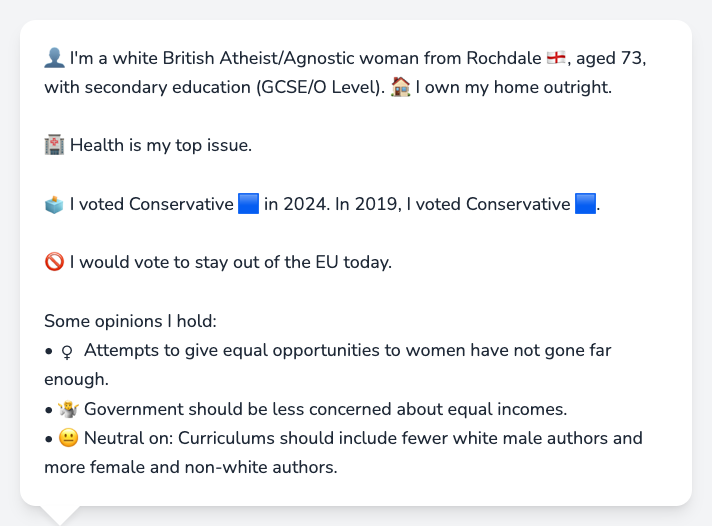 👤 I'm a white British Atheist/Agnostic woman from Rochdale 🏴󠁧󠁢󠁥󠁮󠁧󠁿, aged 73,
with secondary education (GCSE/O Level). 🏠 I own my home outright.
🏥 Health is my top issue.
🗳️ I voted Conservative 🟦 in 2024. In 2019, I voted Conservative 🟦.
🚫 I would vote to stay out of the EU today.
Some opinions I hold:
• ♀ Attempts to give equal opportunities to women have not gone far
enough.
• 🤷 Government should be less concerned about equal incomes.
• 😐 Neutral on: Curriculums should include fewer white male authors and
more female and non-white authors.